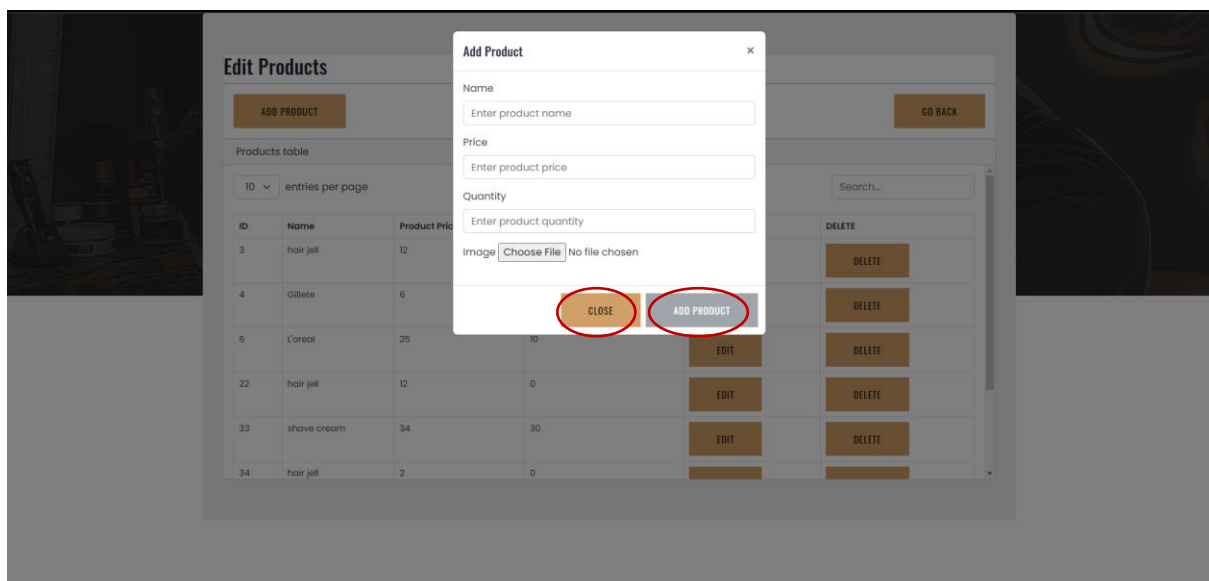 Add Product ×
Edit Products
Name
Enter product name
ADD PRODUCT
GO BACK
Price
Products table
Enter product price
10 entries per page
Search...
Quantity
Enter product quantity
ID Name Product Pric DELETE
Image Choose File No file chosen
3 hair jell 12 DELETE
4 Gillete 6 DELETE
CLOSE ADD PRODUCT
6 L'oreal 25 10 EDIT DELETE
22 hair jell 12 0 EDIT DELETE
33 shave cream 34 30 EDIT DELETE
34 hair jell 2 0